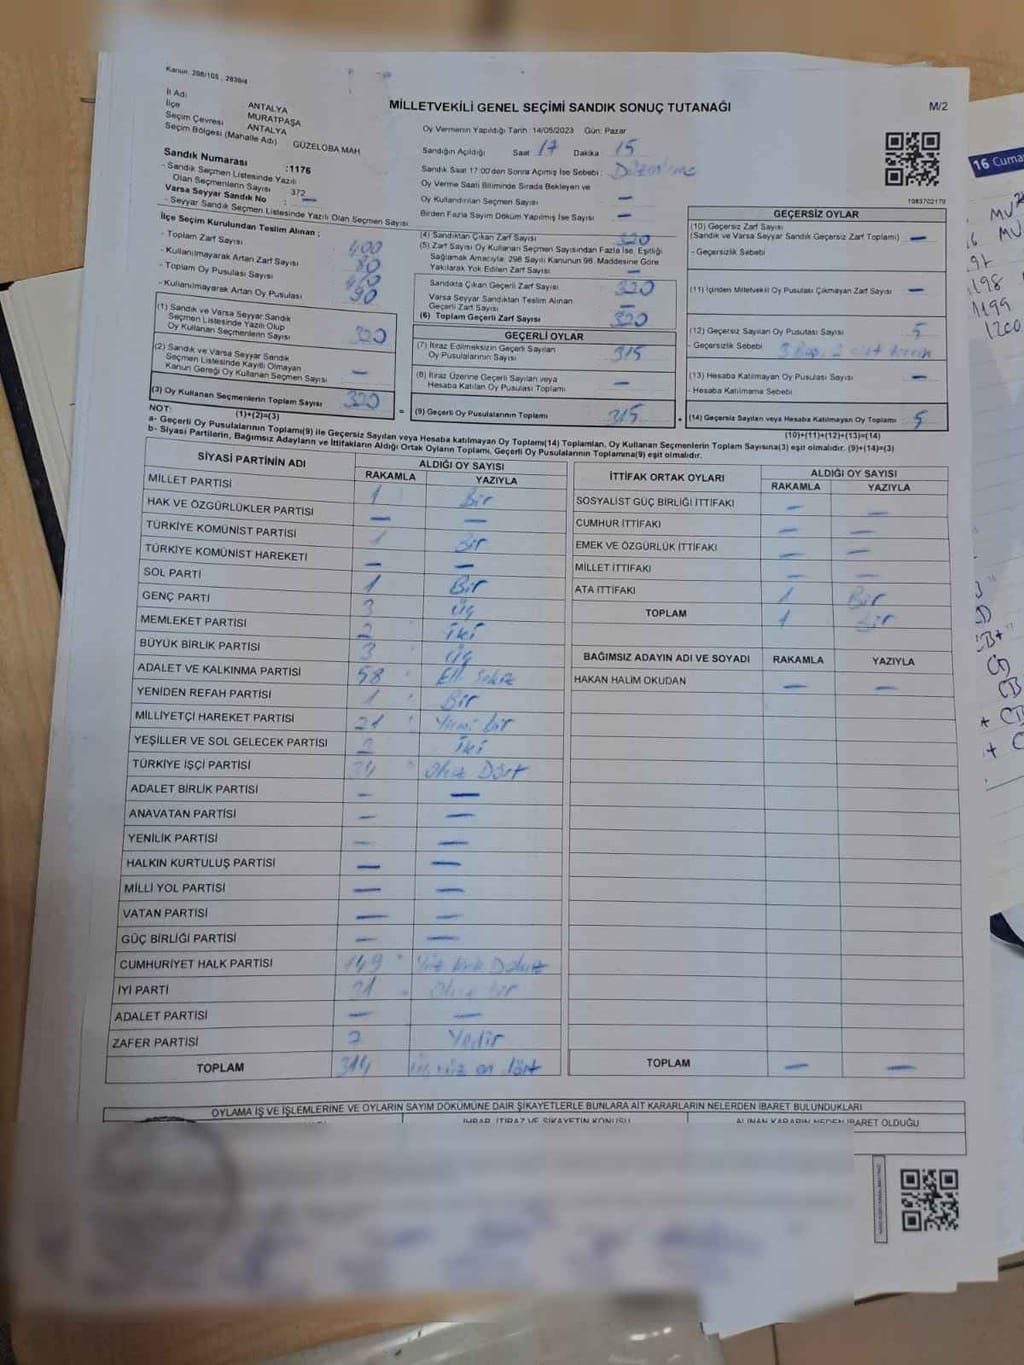 Kanun: 298/105 , 2839/4
İl Adı ANTALYA
İlçe MURATPAŞA
Seçim Çevresi ANTALYA
Seçim Bölgesi (Mahalle Adı) GÜZELOBA MAH
MİLLETVEKİLİ GENEL SEÇİMİ SANDIK SONUÇ TUTANAĞI
M/2
Oy Vermenin Yapıldığı Tarih: 14/05/2023 Gün: Pazar
Sandığın Açıldığı Saat 17 Dakika 15
Sandık Saat 17:00'den Sonra Açımış İse Sebebi:
Oy Verme Saati Bitiminde Sırada Bekleyen ve
Oy Kullandırılan Seçmen Sayısı —
Birden Fazla Sayım Döküm Yapılmış İse Sayısı —
Sandık Numarası :1176
- Sandık Seçmen Listesinde Yazılı
Olan Seçmenlerin Sayısı 372
Varsa Seyyar Sandık No : —
- Seyyar Sandık Seçmen Listesinde Yazılı Olan Seçmen Sayısı
1083702179
16 Cuma
İlçe Seçim Kurulundan Teslim Alınan ;
- Toplam Zarf Sayısı 400
- Kullanılmayarak Artan Zarf Sayısı 80
- Toplam Oy Pusulası Sayısı
- Kullanılmayarak Artan Oy Pusulası 90
(1) Sandık ve Varsa Seyyar Sandık
Seçmen Listesinde Yazılı Olup
Oy Kullanan Seçmenlerin Sayısı 320
(2) Sandık ve Varsa Seyyar Sandık
Seçmen Listesinde Kayıtlı Olmayan
Kanun Gereği Oy Kullanan Seçmen Sayısı —
(3) Oy Kullanan Seçmenlerin Toplam Sayısı 320
(1)+(2)=(3)
(4) Sandıktan Çıkan Zarf Sayısı 320
(5) Zarf Sayısı Oy Kullanan Seçmen Sayısından Fazla İse, Eşitliği
Sağlamak Amacıyla; 298 Sayılı Kanunun 98. Maddesine Göre
Yakılarak Yok Edilen Zarf Sayısı —
Sandıkta Çıkan Geçerli Zarf Sayısı 320
Varsa Seyyar Sandıktan Teslim Alınan
Geçerli Zarf Sayısı —
(6) Toplam Geçerli Zarf Sayısı 320
GEÇERLİ OYLAR
(7) İtiraz Edilmeksizin Geçerli Sayılan
Oy Pusulalarının Sayısı 315
(8) İtiraz Üzerine Geçerli Sayılan veya
Hesaba Katılan Oy Pusulası Toplamı —
= (9) Geçerli Oy Pusulalarının Toplamı 315
GEÇERSİZ OYLAR
(10) Geçersiz Zarf Sayısı
(Sandık ve Varsa Seyyar Sandık Geçersiz Zarf Toplamı) —
- Geçersizlik Sebebi
(11) İçinden Milletvekili Oy Pusulası Çıkmayan Zarf Sayısı —
(12) Geçersiz Sayılan Oy Pusulası Sayısı 5
- Geçersizlik Sebebi
(13) Hesaba Katılmayan Oy Pusulası Sayısı —
- Hesaba Katılmama Sebebi
+ (14) Geçersiz Sayılan veya Hesaba Katılmayan Oy Toplamı 5
(10)+(11)+(12)+(13)=(14)
NOT:
a- Geçerli Oy Pusulalarının Toplamı(9) ile Geçersiz Sayılan veya Hesaba katılmayan Oy Toplamı(14) Toplamları, Oy Kullanan Seçmenlerin Toplam Sayısına(3) eşit olmalıdır. (9)+(14)=(3)
b- Siyasi Partilerin, Bağımsız Adayların ve İttifakların Aldığı Ortak Oyların Toplamı, Geçerli Oy Pusulalarının Toplamına(9) eşit olmalıdır.
SİYASİ PARTİNİN ADI ALDIĞI OY SAYISI
RAKAMLA YAZIYLA
MİLLET PARTİSİ 1 Bir
HAK VE ÖZGÜRLÜKLER PARTİSİ — —
TÜRKİYE KOMÜNİST PARTİSİ 1 Bir
TÜRKİYE KOMÜNİST HAREKETİ — —
SOL PARTİ 1 Bir
GENÇ PARTİ 3 Üç
MEMLEKET PARTİSİ 2 İki
BÜYÜK BİRLİK PARTİSİ 3 Üç
ADALET VE KALKINMA PARTİSİ 58 Elli Sekiz
YENİDEN REFAH PARTİSİ 1 Bir
MİLLİYETÇİ HAREKET PARTİSİ 21 Yirmi bir
YEŞİLLER VE SOL GELECEK PARTİSİ 2 İki
TÜRKİYE İŞÇİ PARTİSİ 34 Otuz Dört
ADALET BİRLİK PARTİSİ — —
ANAVATAN PARTİSİ — —
YENİLİK PARTİSİ — —
HALKIN KURTULUŞ PARTİSİ — —
MİLLİ YOL PARTİSİ — —
VATAN PARTİSİ — —
GÜÇ BİRLİĞİ PARTİSİ — —
CUMHURİYET HALK PARTİSİ 149 Yüz Kırk Dokuz
İYİ PARTİ 31 Otuz bir
ADALET PARTİSİ — —
ZAFER PARTİSİ 7 Yedi
TOPLAM 314 Üç yüz on dört
İTTİFAK ORTAK OYLARI ALDIĞI OY SAYISI
RAKAMLA YAZIYLA
SOSYALİST GÜÇ BİRLİĞİ İTTİFAKI — —
CUMHUR İTTİFAKI — —
EMEK VE ÖZGÜRLÜK İTTİFAKI — —
MİLLET İTTİFAKI — —
ATA İTTİFAKI 1 Bir
TOPLAM 1 Bir
BAĞIMSIZ ADAYIN ADI VE SOYADI RAKAMLA YAZIYLA
HAKAN HALİM OKUDAN — —
TOPLAM — —
OYLAMA İŞ VE İŞLEMLERİNE VE OYLARIN SAYIM DÖKÜMÜNE DAİR ŞİKAYETLERLE BUNLARA AİT KARARLARIN NELERDEN İBARET BULUNDUKLARI
İHBAR, İTİRAZ VE ŞİKAYETİN KONUSU ALINAN KARARIN NEDEN İBARET OLDUĞU